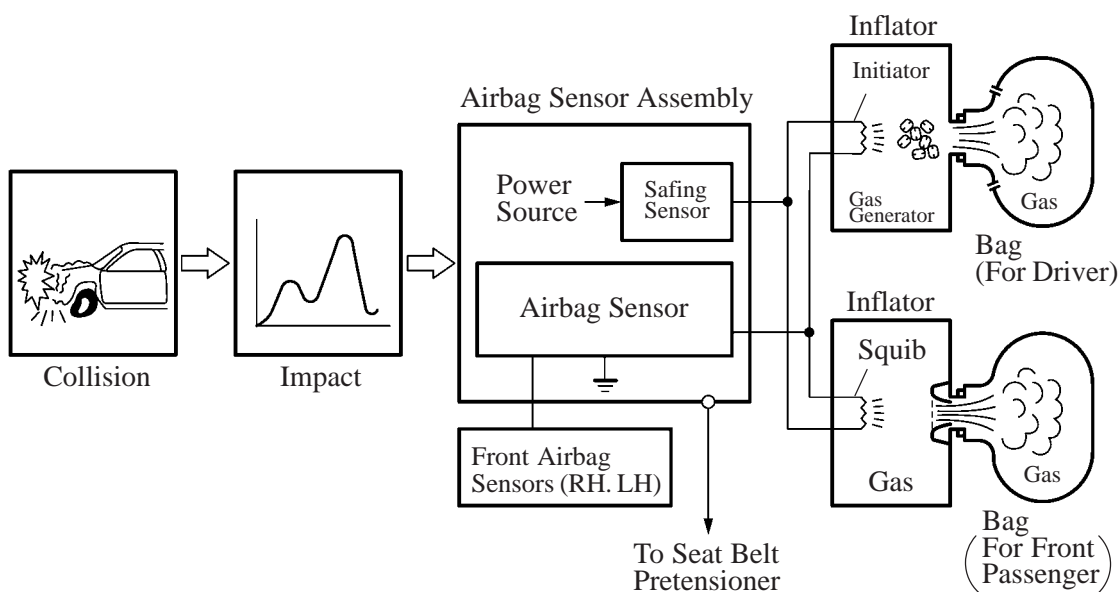 Collision
Impact
Airbag Sensor Assembly
Power
Source
Safing
Sensor
Airbag Sensor
Front Airbag
Sensors (RH. LH)
To Seat Belt
Pretensioner
Inflator
Initiator
Gas
Generator
Gas
Bag
(For Driver)
Inflator
Squib
Gas
Gas
Bag
(For Front
Passenger)